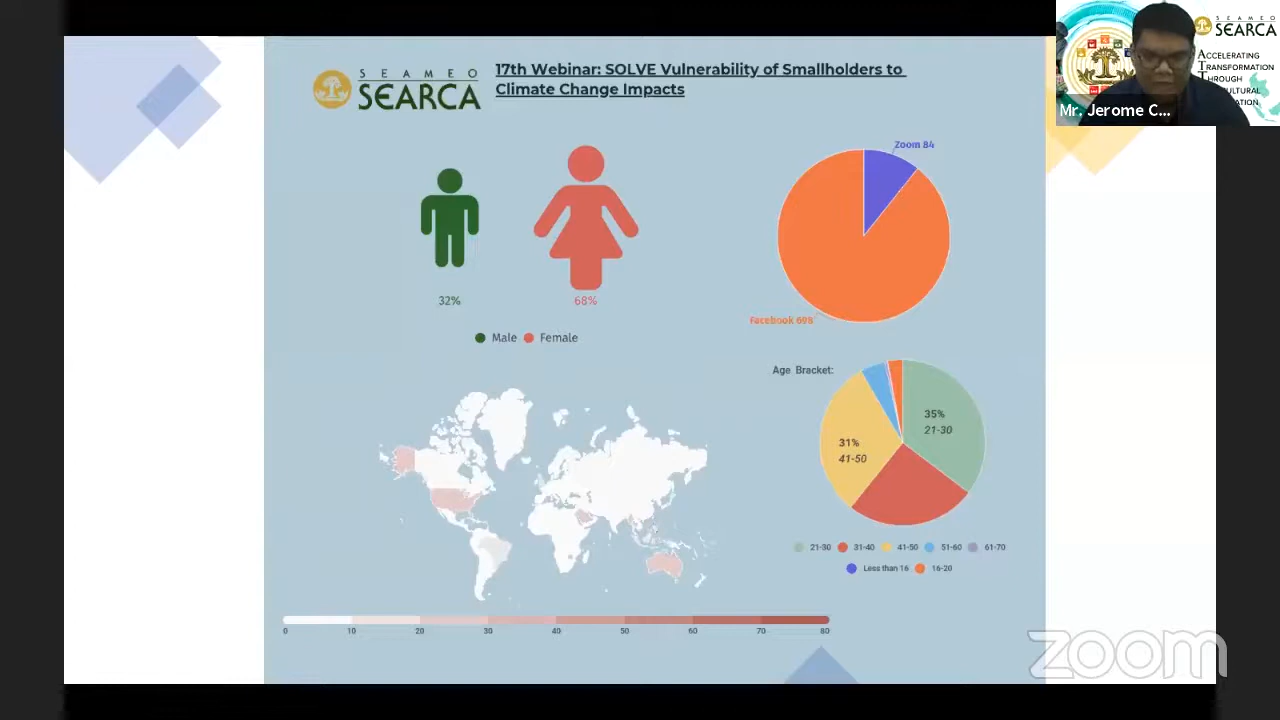 SEAMEO
SEARCA
17th Webinar: SOLVE Vulnerability of Smallholders to
Climate Change Impacts
SEAMEO
SEARCA
ACCELERATING
TRANSFORMATION
THROUGH
Mr. Jerome C...
Zoom 84
32%
68%
Male
Female
Facebook 698
Age Bracket:
35%
21-30
31%
41-50
21-30
31-40
41-50
51-60
61-70
Less than 16
16-20
0
10
20
30
40
50
60
70
80
zoom